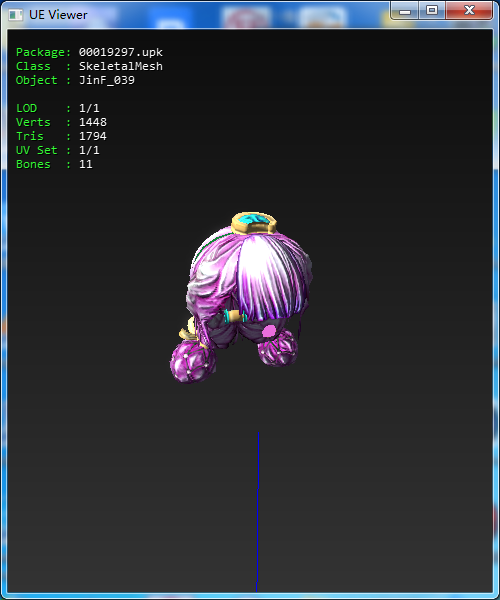 UE Viewer
Package: 00019297.upk
Class  : SkeletalMesh
Object : JinF_039
LOD    : 1/1
Verts  : 1448
Tris   : 1794
UV Set : 1/1
Bones  : 11